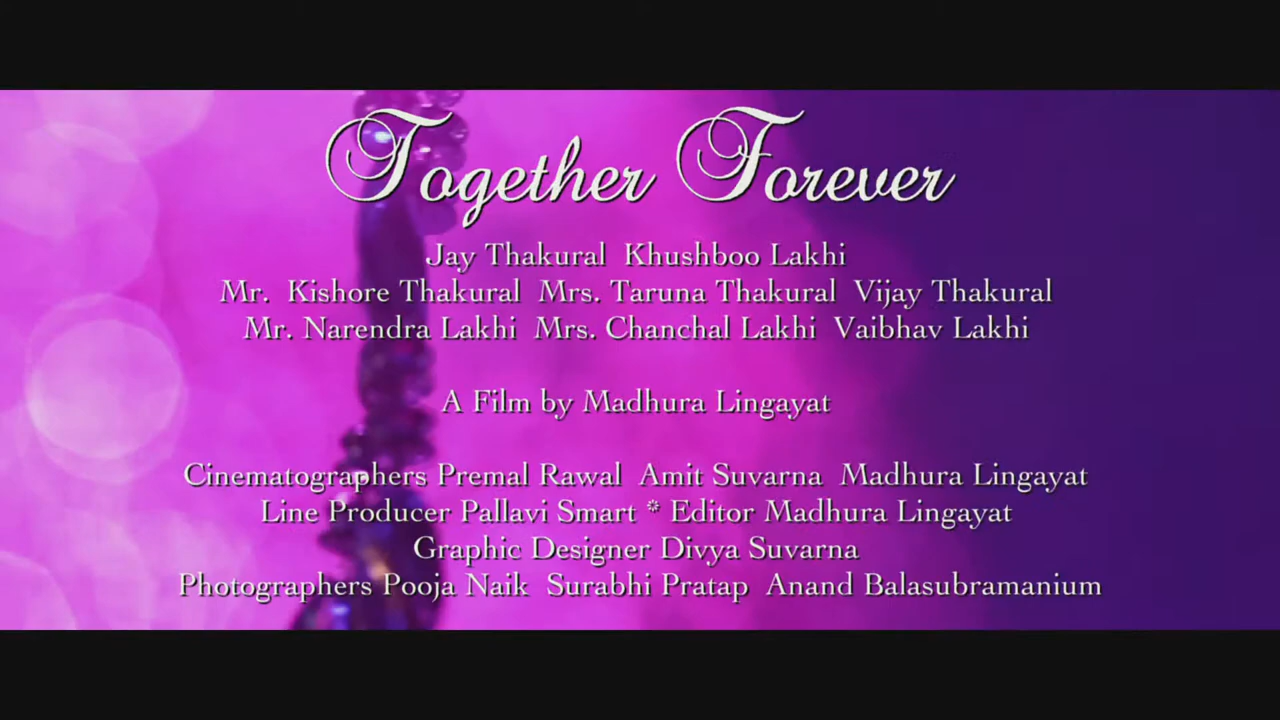 Together Forever
Jay Thakural Khushboo Lakhi
Mr. Kishore Thakural Mrs. Taruna Thakural Vijay Thakural
Mr. Narendra Lakhi Mrs. Chanchal Lakhi Vaibhav Lakhi
A Film by Madhura Lingayat
Cinematographers Premal Rawal Amit Suvarna Madhura Lingayat
Line Producer Pallavi Smart * Editor Madhura Lingayat
Graphic Designer Divya Suvarna
Photographers Pooja Naik Surabhi Pratap Anand Balasubramanium